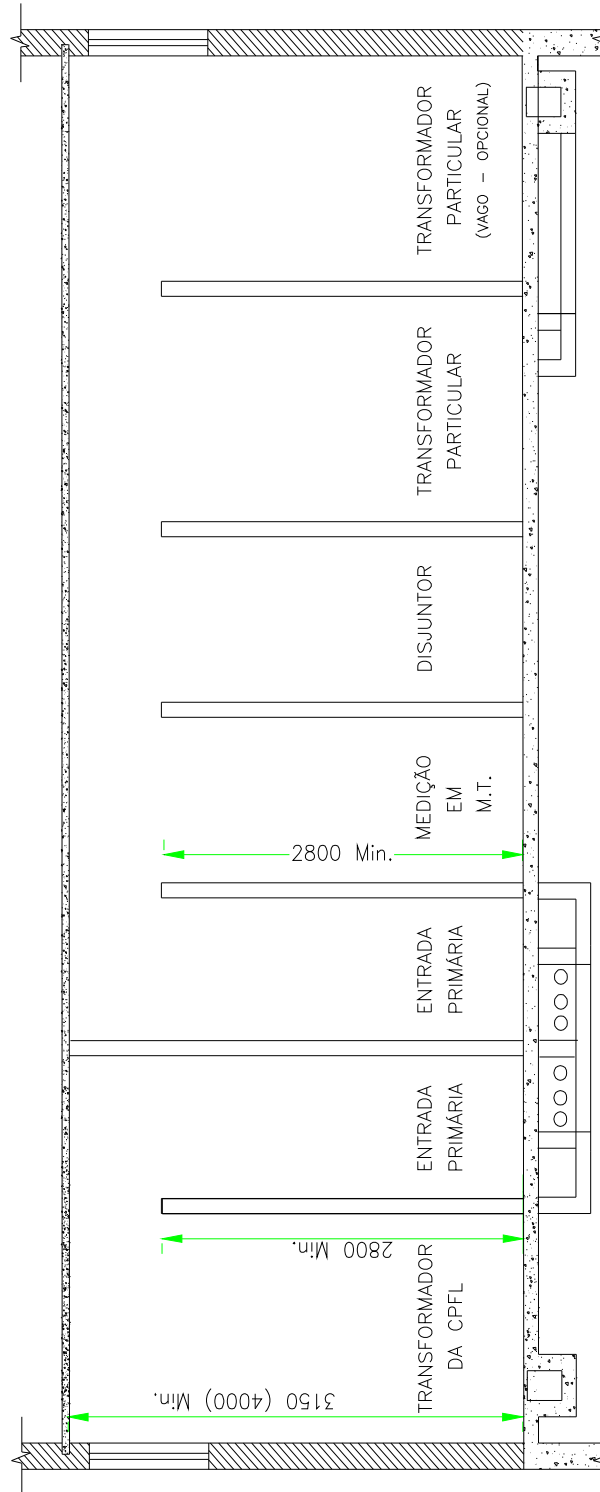 TRANSFORMADOR
DA CPFL
3150 (4000) Min.
2800 Min.
ENTRADA
PRIMÁRIA
ENTRADA
PRIMÁRIA
2800 Min.
MEDIÇÃO
EM
M.T.
DISJUNTOR
TRANSFORMADOR
PARTICULAR
TRANSFORMADOR
PARTICULAR
(VAGO - OPCIONAL)